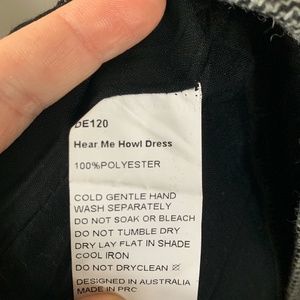 DE120
Hear Me Howl Dress
100%POLYESTER
COLD GENTLE HAND
WASH SEPARATELY
DO NOT SOAK OR BLEACH
DO NOT TUMBLE DRY
DRY LAY FLAT IN SHADE
COOL IRON
DO NOT DRYCLEAN
DESIGNED IN AUSTRALIA
MADE IN PRC